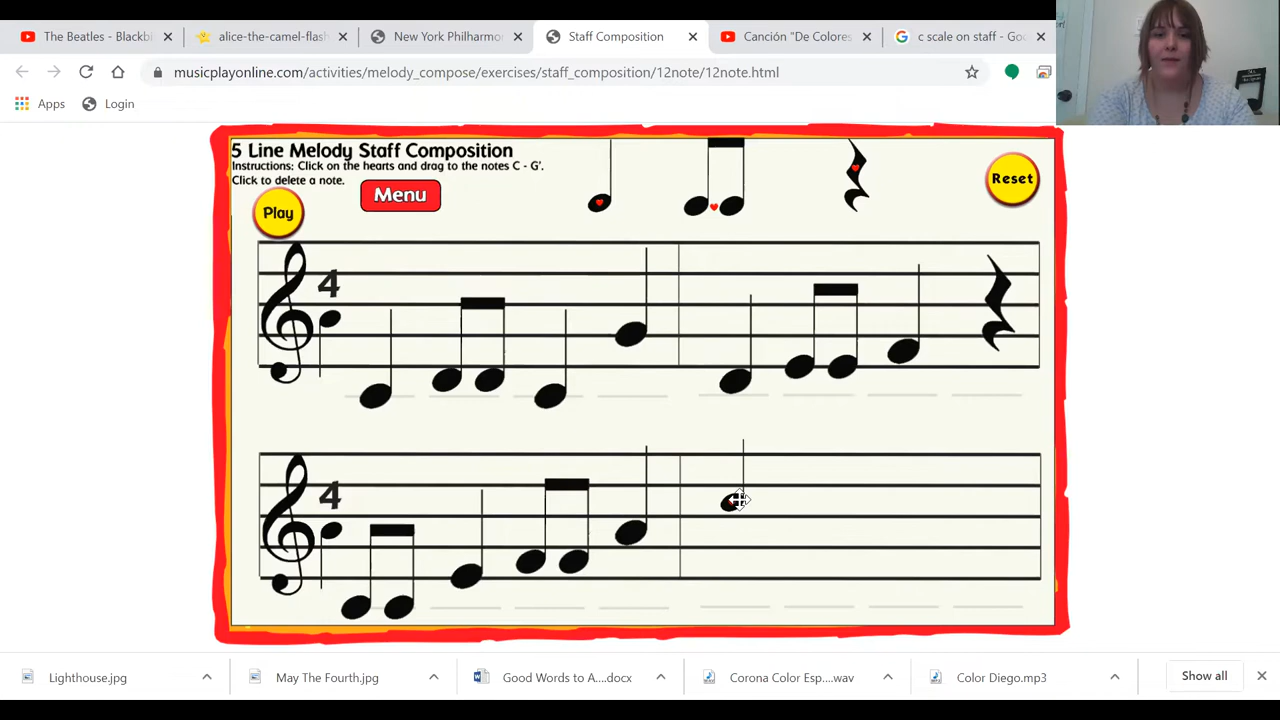 The Beatles - Blackbi
alice-the-camel-flash
New York Philharmo
Staff Composition
Canción "De Colores
c scale on staff - Goo
musicplayonline.com/activities/melody_compose/exercises/staff_composition/12note/12note.html
Apps
Login
5 Line Melody Staff Composition
Instructions: Click on the hearts and drag to the notes C - G'.
Click to delete a note.
Menu
Play
Reset
4
4
Lighthouse.jpg
May The Fourth.jpg
Good Words to A....docx
Corona Color Esp....wav
Color Diego.mp3
Show all